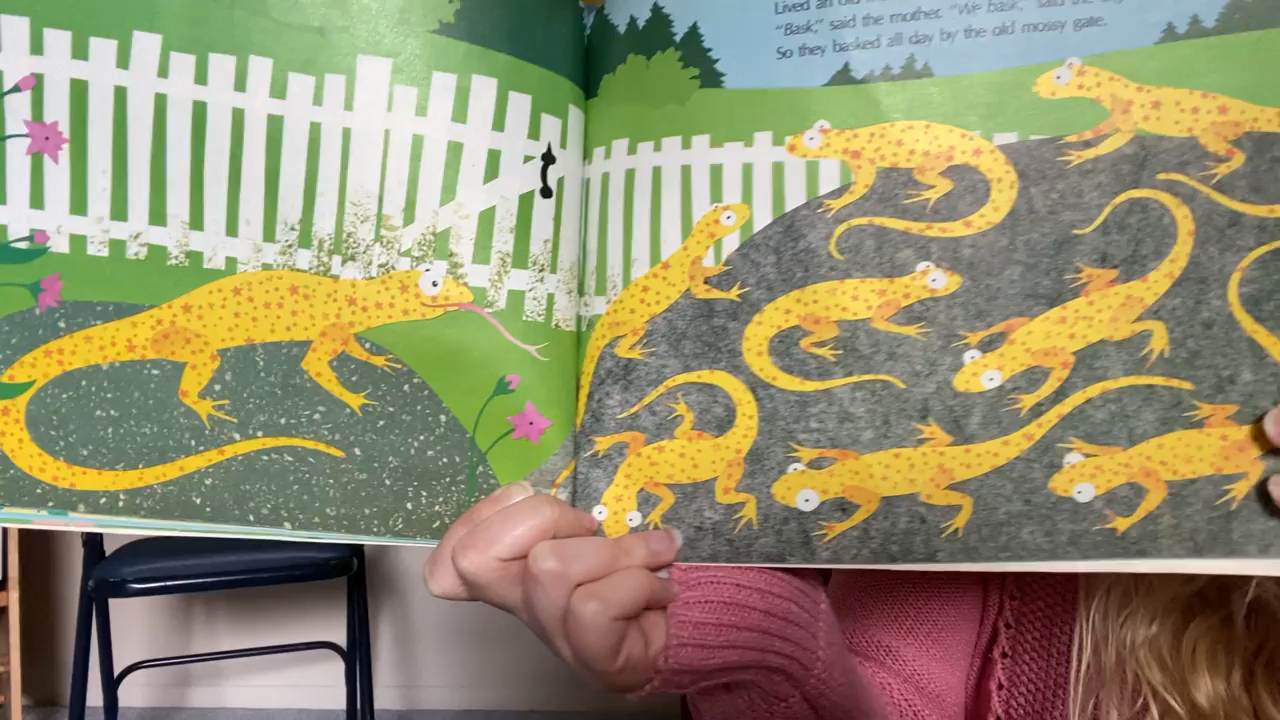 Lived an old
"Bask," said the mother. "We bask," said the
So they basked all day by the old mossy gate.